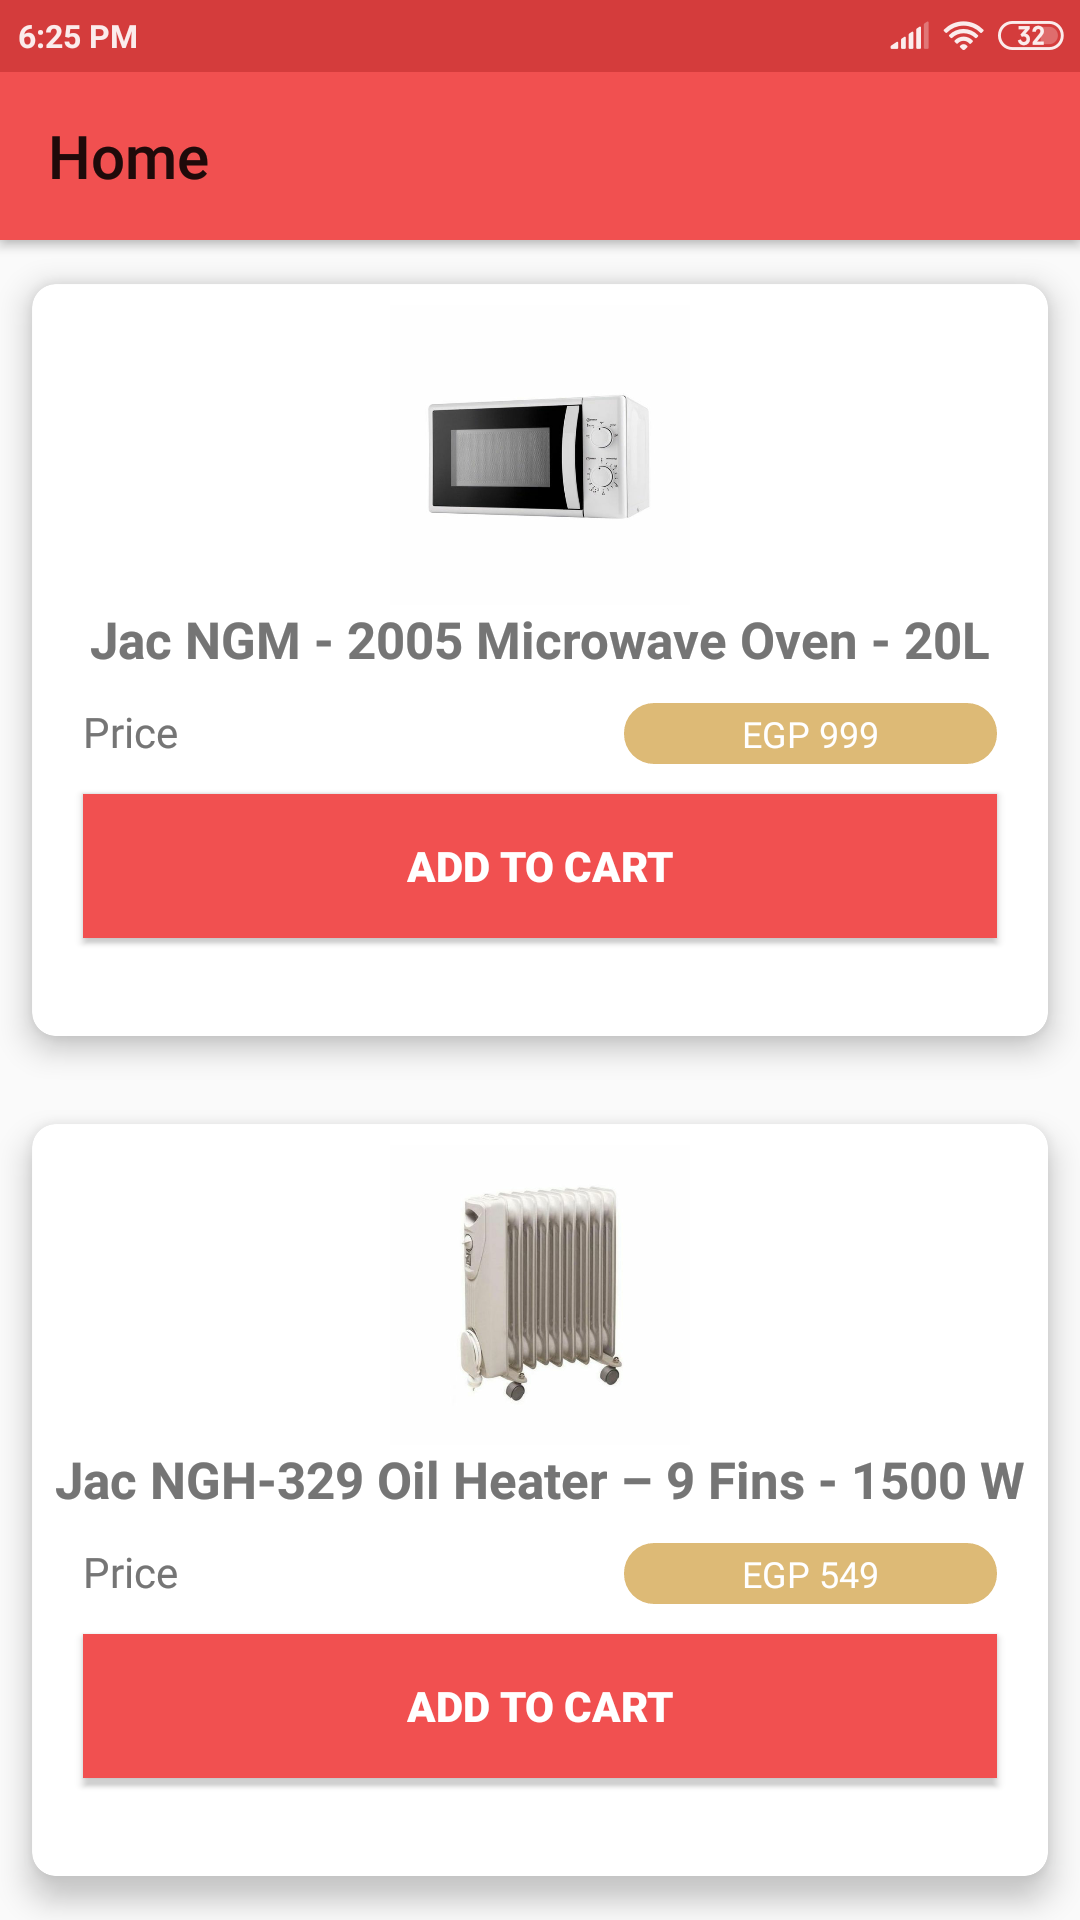 6:25 PM
32
Home
Jac NGM - 2005 Microwave Oven - 20L
Price
EGP 999
ADD TO CART
Jac NGH-329 Oil Heater – 9 Fins - 1500 W
Price
EGP 549
ADD TO CART